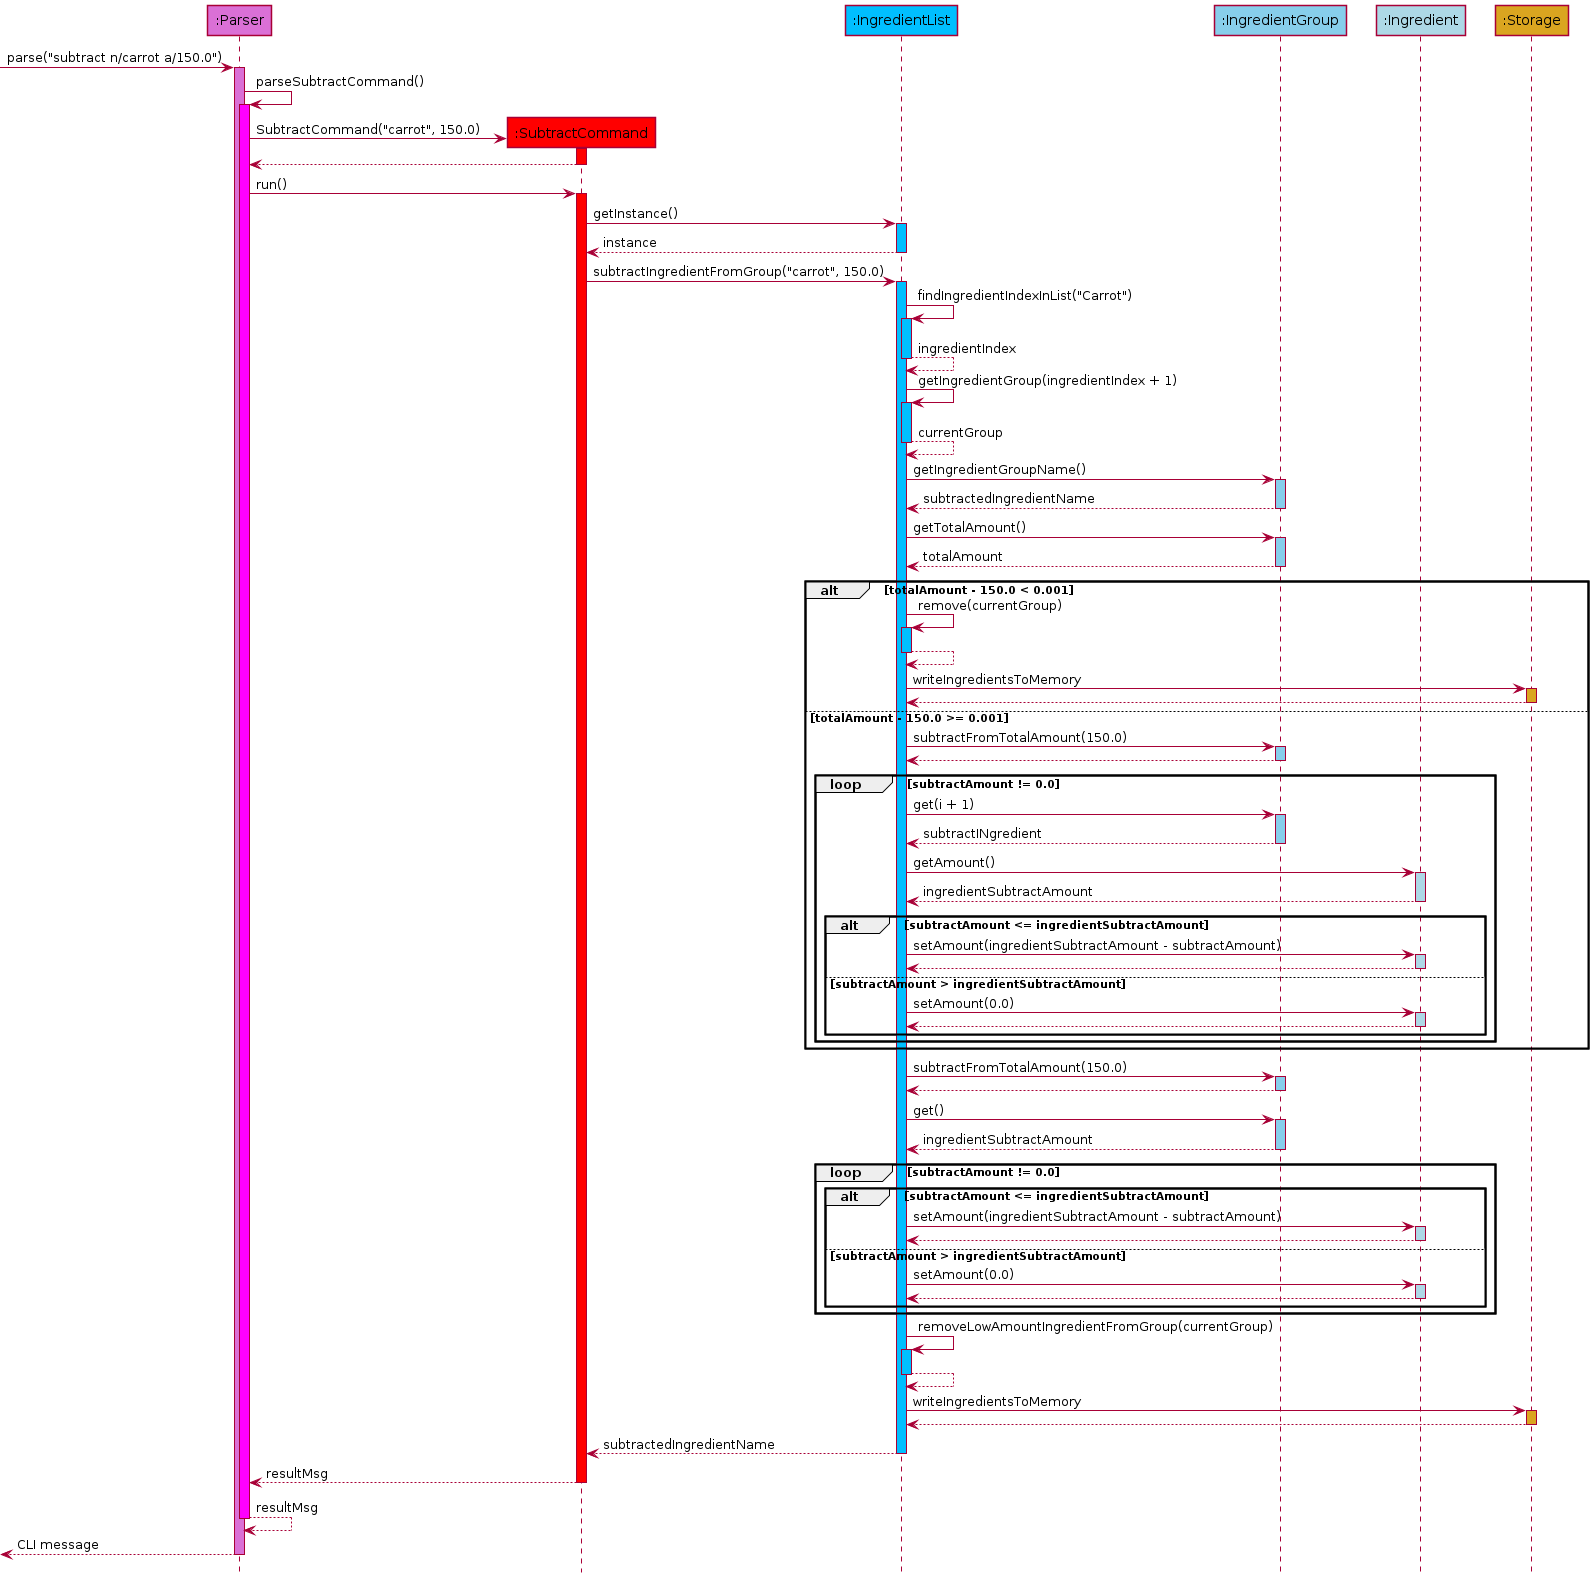 :Parser
:IngredientList
:IngredientGroup
:Ingredient
:Storage
parse("subtract n/carrot a/150.0")
parseSubtractCommand()
SubtractCommand("carrot", 150.0)
:SubtractCommand
run()
getInstance()
instance
subtractIngredientFromGroup("carrot", 150.0)
findIngredientIndexInList("Carrot")
ingredientIndex
getIngredientGroup(ingredientIndex + 1)
currentGroup
getIngredientGroupName()
subtractedIngredientName
getTotalAmount()
totalAmount
alt
[totalAmount - 150.0 < 0.001]
remove(currentGroup)
writeIngredientsToMemory
[totalAmount - 150.0 >= 0.001]
subtractFromTotalAmount(150.0)
loop
[subtractAmount != 0.0]
get(i + 1)
subtractINgredient
getAmount()
ingredientSubtractAmount
alt
[subtractAmount <= ingredientSubtractAmount]
setAmount(ingredientSubtractAmount - subtractAmount)
[subtractAmount > ingredientSubtractAmount]
setAmount(0.0)
subtractFromTotalAmount(150.0)
get()
ingredientSubtractAmount
loop
[subtractAmount != 0.0]
alt
[subtractAmount <= ingredientSubtractAmount]
setAmount(ingredientSubtractAmount - subtractAmount)
[subtractAmount > ingredientSubtractAmount]
setAmount(0.0)
removeLowAmountIngredientFromGroup(currentGroup)
writeIngredientsToMemory
subtractedIngredientName
resultMsg
resultMsg
CLI message